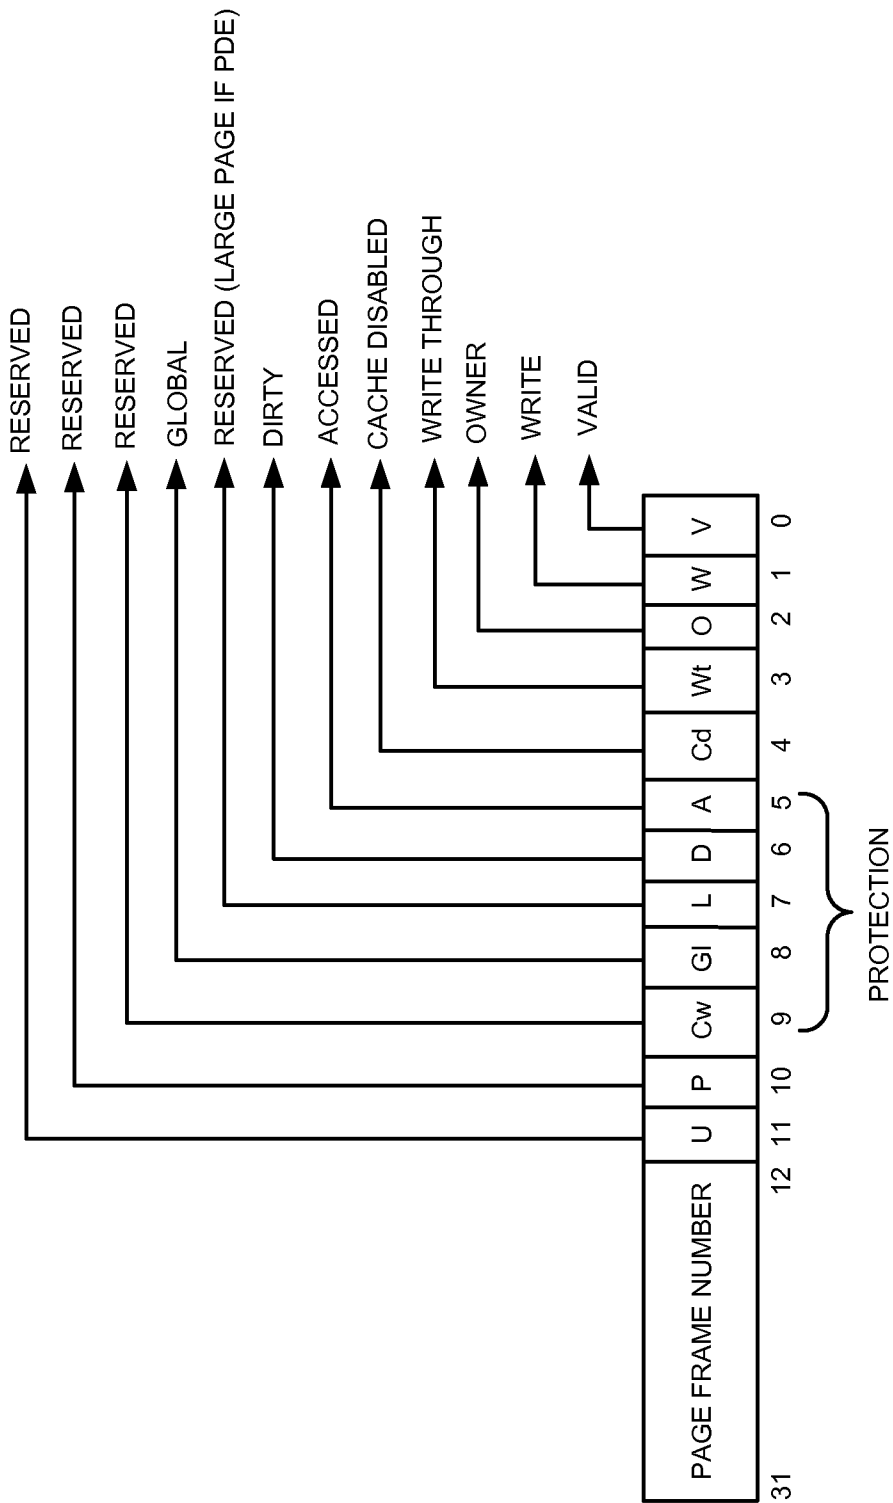 RESERVED
RESERVED
RESERVED
GLOBAL
RESERVED (LARGE PAGE IF PDE)
DIRTY
ACCESSED
CACHE DISABLED
WRITE THROUGH
OWNER
WRITE
VALID
PAGE FRAME NUMBER U P Cw Gl L D A Cd Wt O W V
31 12 11 10 9 8 7 6 5 4 3 2 1 0
PROTECTION